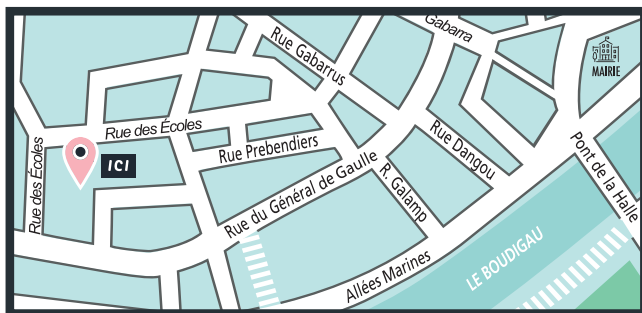 Gabarra
Rue Gabarrus
MAIRIE
Rue des Écoles
Rue Prebendiers
Rue Dangou
Pont de la Halle
ICI
Rue des Écoles
Rue du Général de Gaulle
R. Galamp
Allées Marines
LE BOUDIGAU